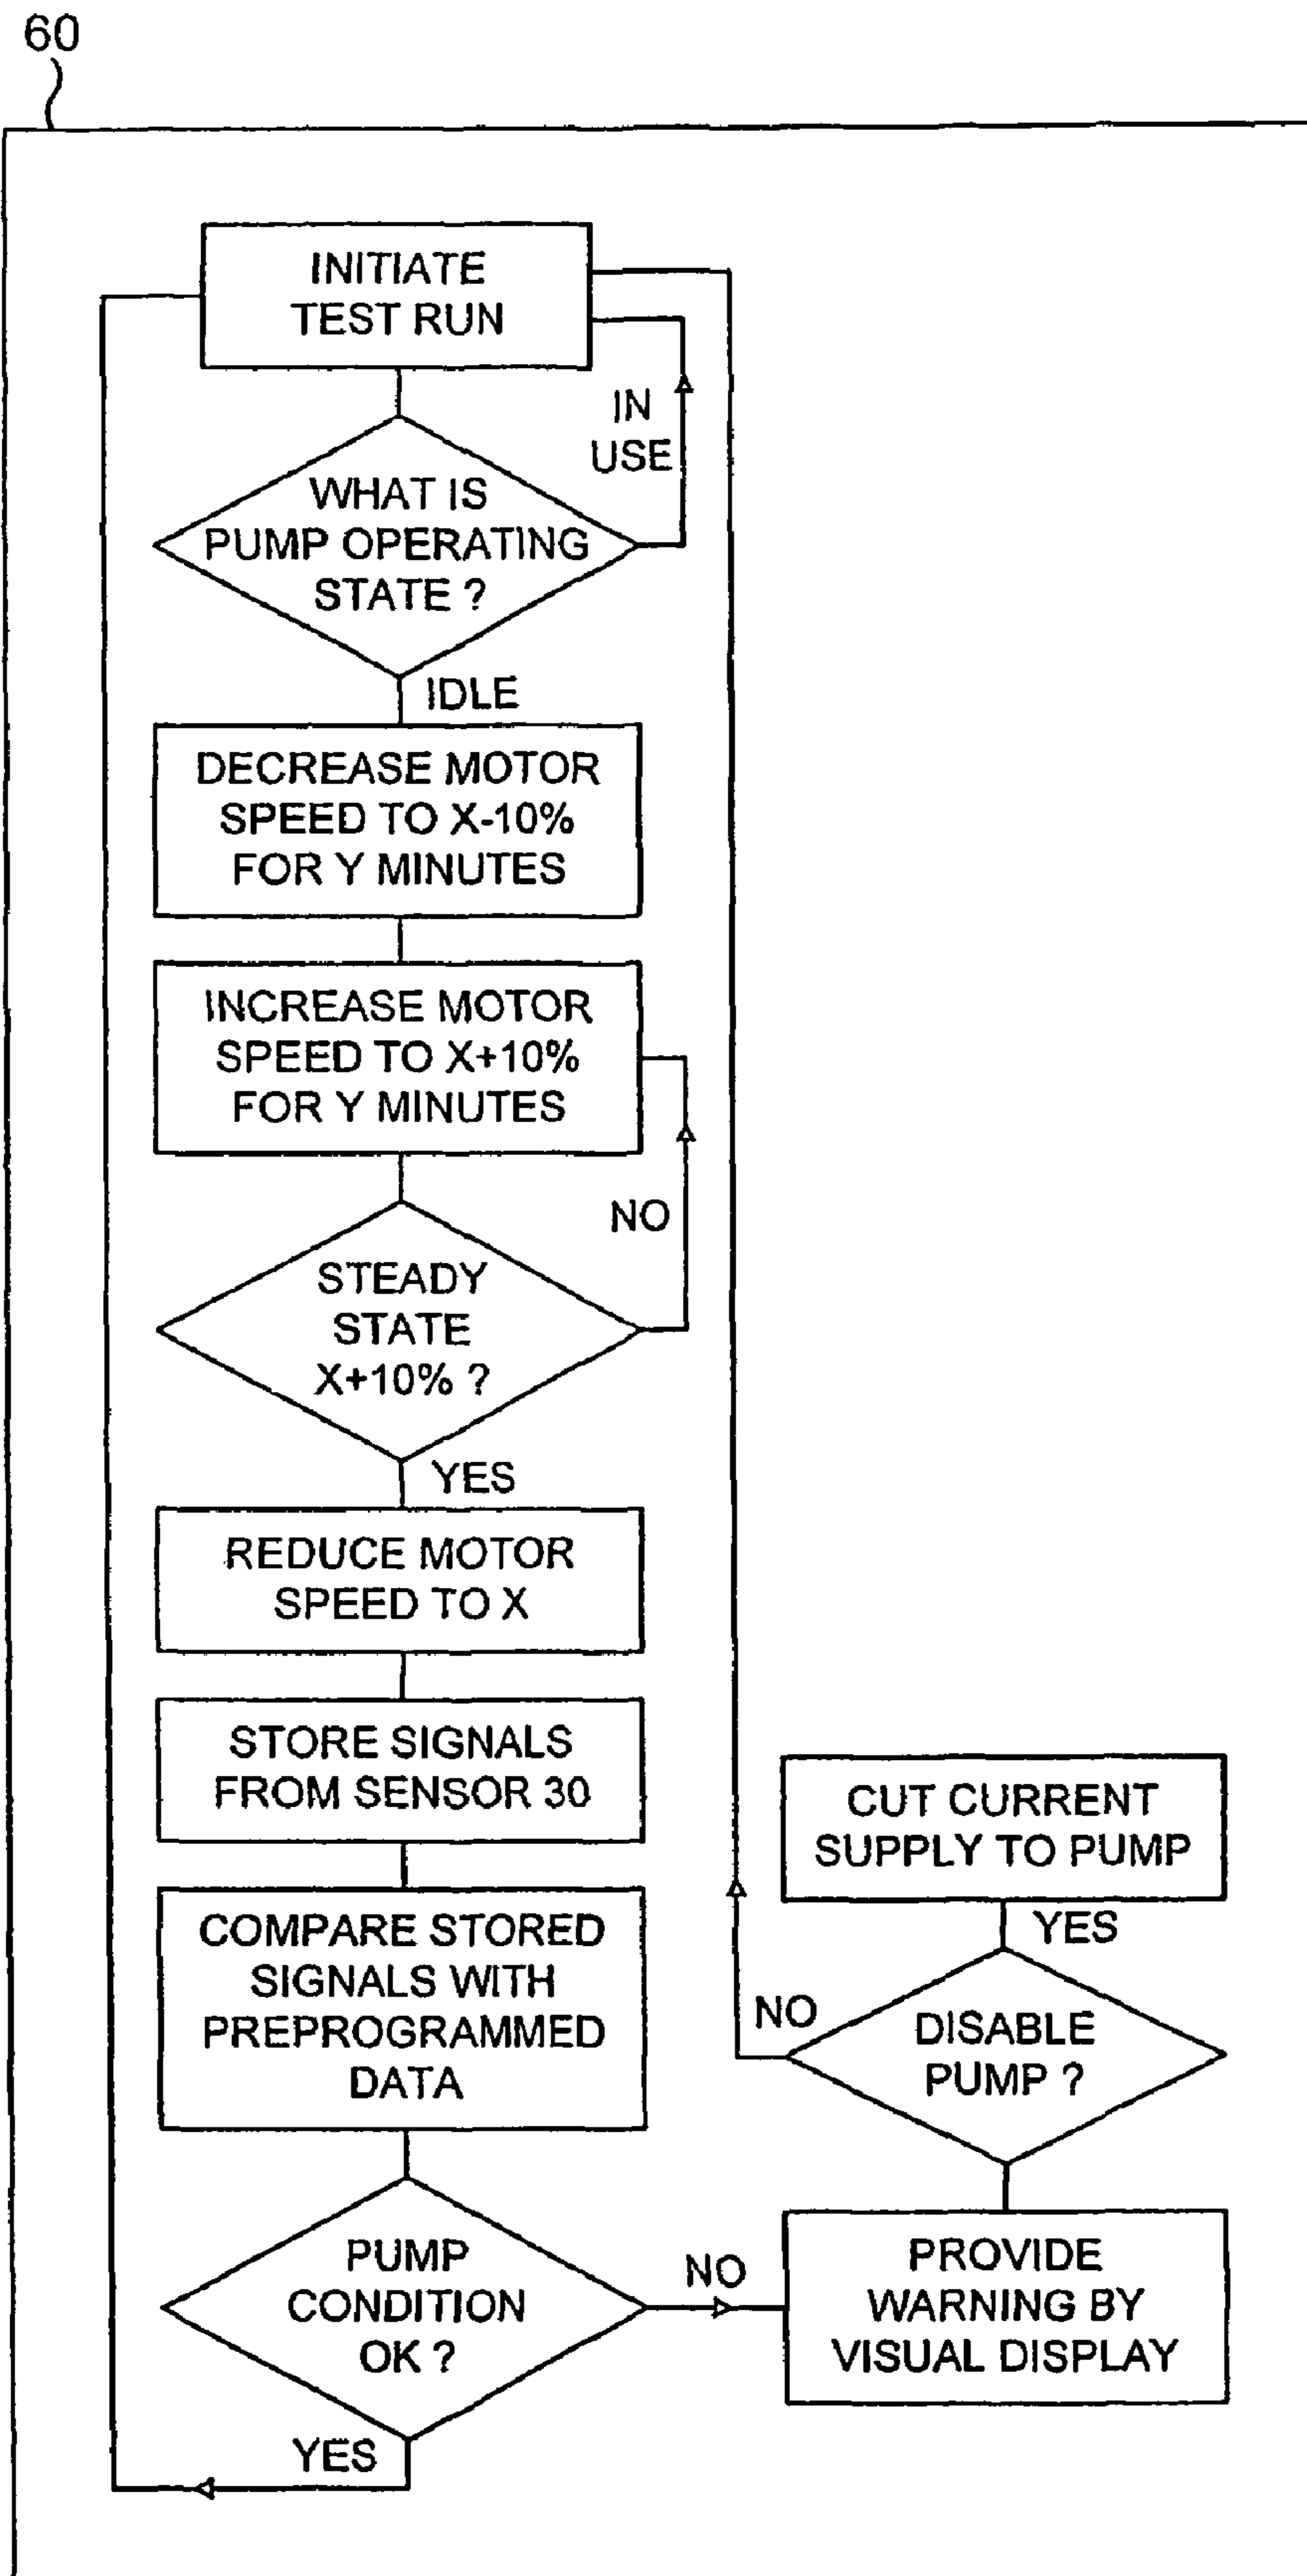 60
INITIATE
TEST RUN
IN
USE
WHAT IS
PUMP OPERATING
STATE ?
IDLE
DECREASE MOTOR
SPEED TO X-10%
FOR Y MINUTES
INCREASE MOTOR
SPEED TO X+10%
FOR Y MINUTES
NO
STEADY
STATE
X+10% ?
YES
REDUCE MOTOR
SPEED TO X
STORE SIGNALS
FROM SENSOR 30
COMPARE STORED
SIGNALS WITH
PREPROGRAMMED
DATA
PUMP
CONDITION
OK ?
YES
NO
PROVIDE
WARNING BY
VISUAL DISPLAY
DISABLE
PUMP ?
NO
YES
CUT CURRENT
SUPPLY TO PUMP